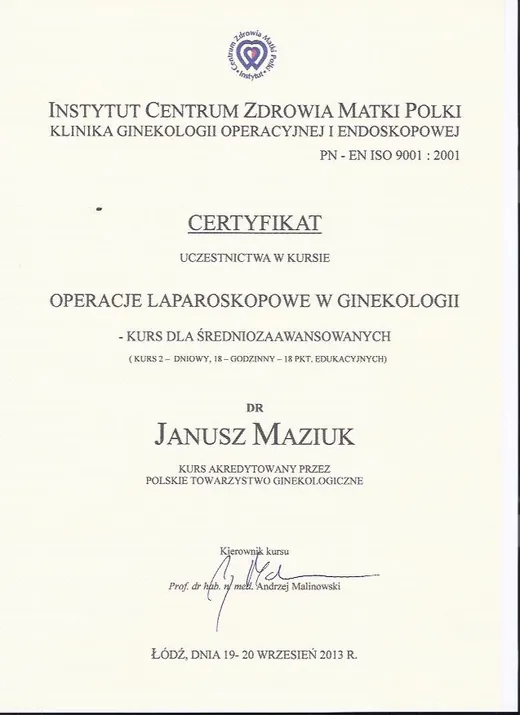 Centrum Zdrowia Matki Polki
• Instytut •
INSTYTUT CENTRUM ZDROWIA MATKI POLKI
KLINIKA GINEKOLOGII OPERACYJNEJ I ENDOSKOPOWEJ
PN - EN ISO 9001 : 2001
CERTYFIKAT
UCZESTNICTWA W KURSIE
OPERACJE LAPAROSKOPOWE W GINEKOLOGII
- KURS DLA ŚREDNIOZAAWANSOWANYCH
( KURS 2 – DNIOWY, 18 – GODZINNY – 18 PKT. EDUKACYJNYCH)
DR
JANUSZ MAZIUK
KURS AKREDYTOWANY PRZEZ
POLSKIE TOWARZYSTWO GINEKOLOGICZNE
Kierownik kursu
Prof. dr hab. n. med. Andrzej Malinowski
ŁÓDŹ, DNIA 19- 20 WRZESIEŃ 2013 R.